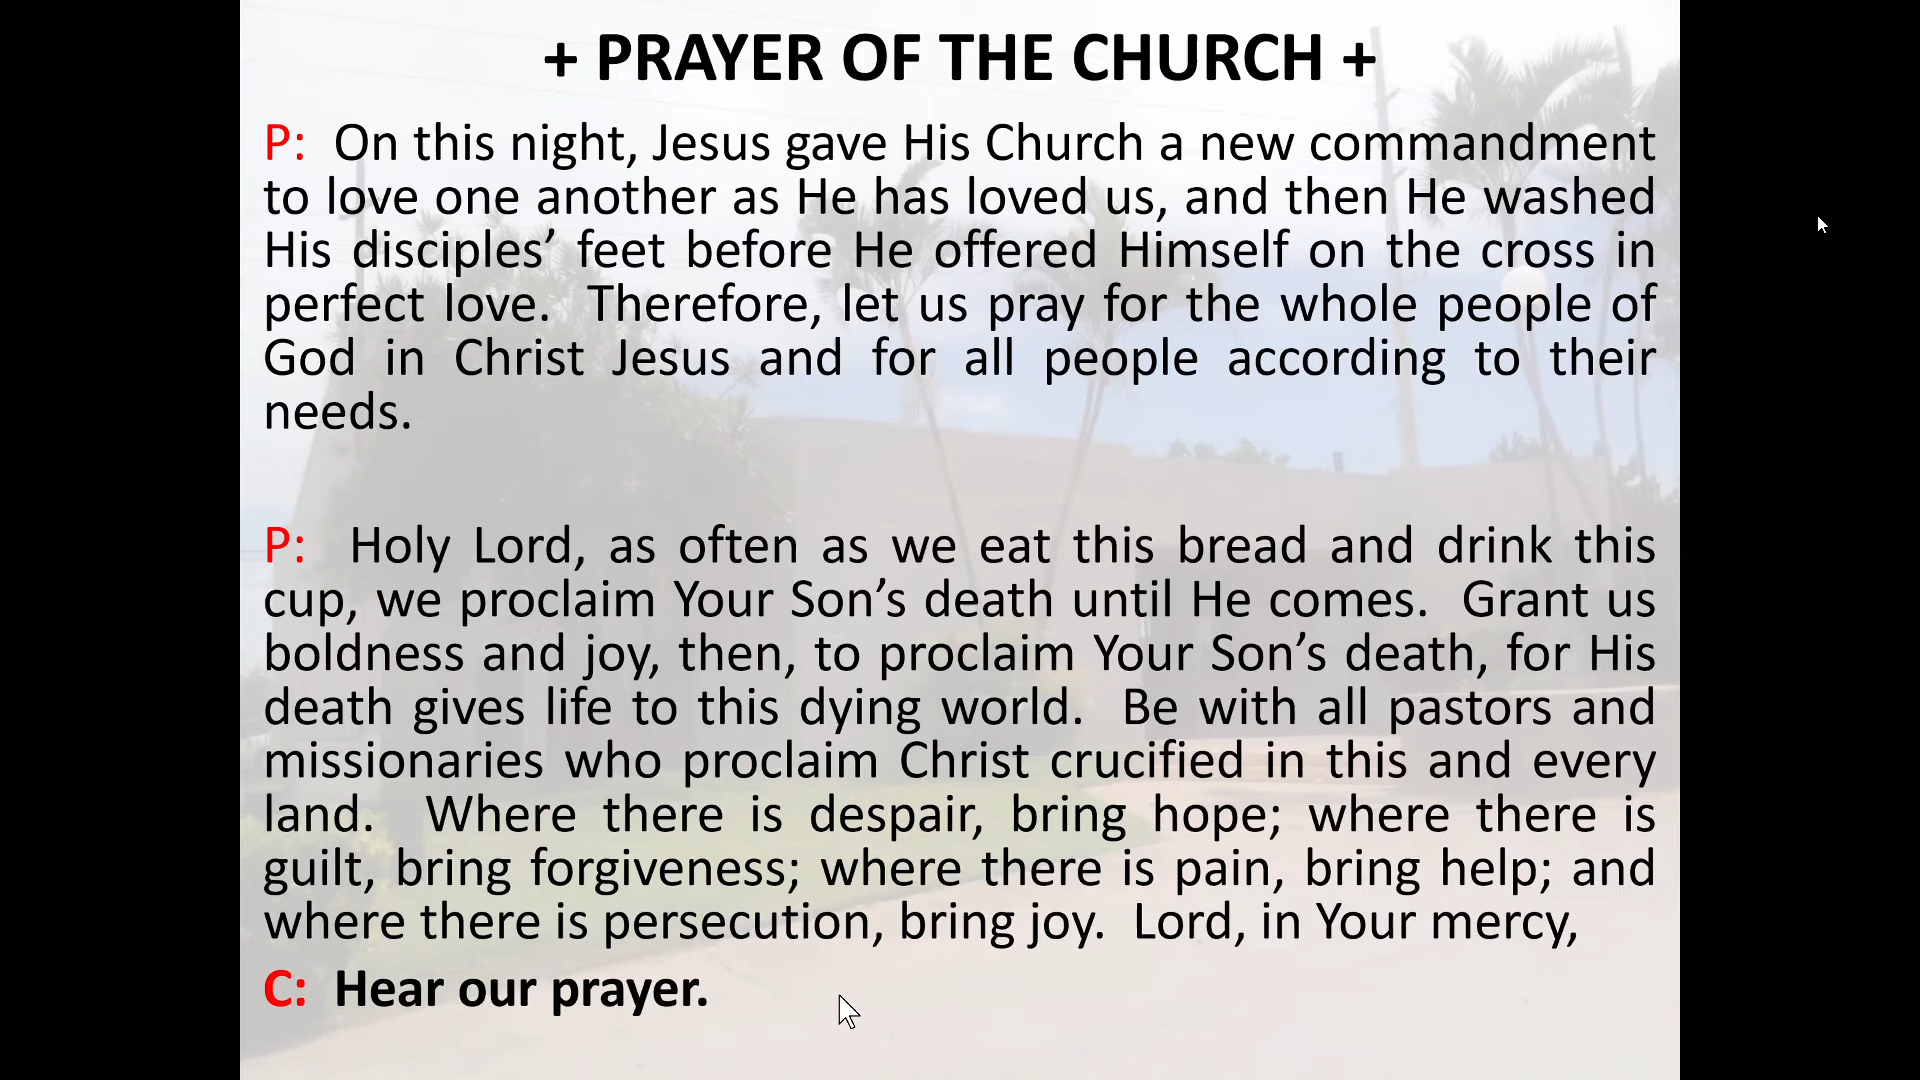 + PRAYER OF THE CHURCH +
P: On this night, Jesus gave His Church a new commandment
to love one another as He has loved us, and then He washed
His disciples’ feet before He offered Himself on the cross in
perfect love. Therefore, let us pray for the whole people of
God in Christ Jesus and for all people according to their
needs.
P: Holy Lord, as often as we eat this bread and drink this
cup, we proclaim Your Son’s death until He comes. Grant us
boldness and joy, then, to proclaim Your Son’s death, for His
death gives life to this dying world. Be with all pastors and
missionaries who proclaim Christ crucified in this and every
land. Where there is despair, bring hope; where there is
guilt, bring forgiveness; where there is pain, bring help; and
where there is persecution, bring joy. Lord, in Your mercy,
C: Hear our prayer.